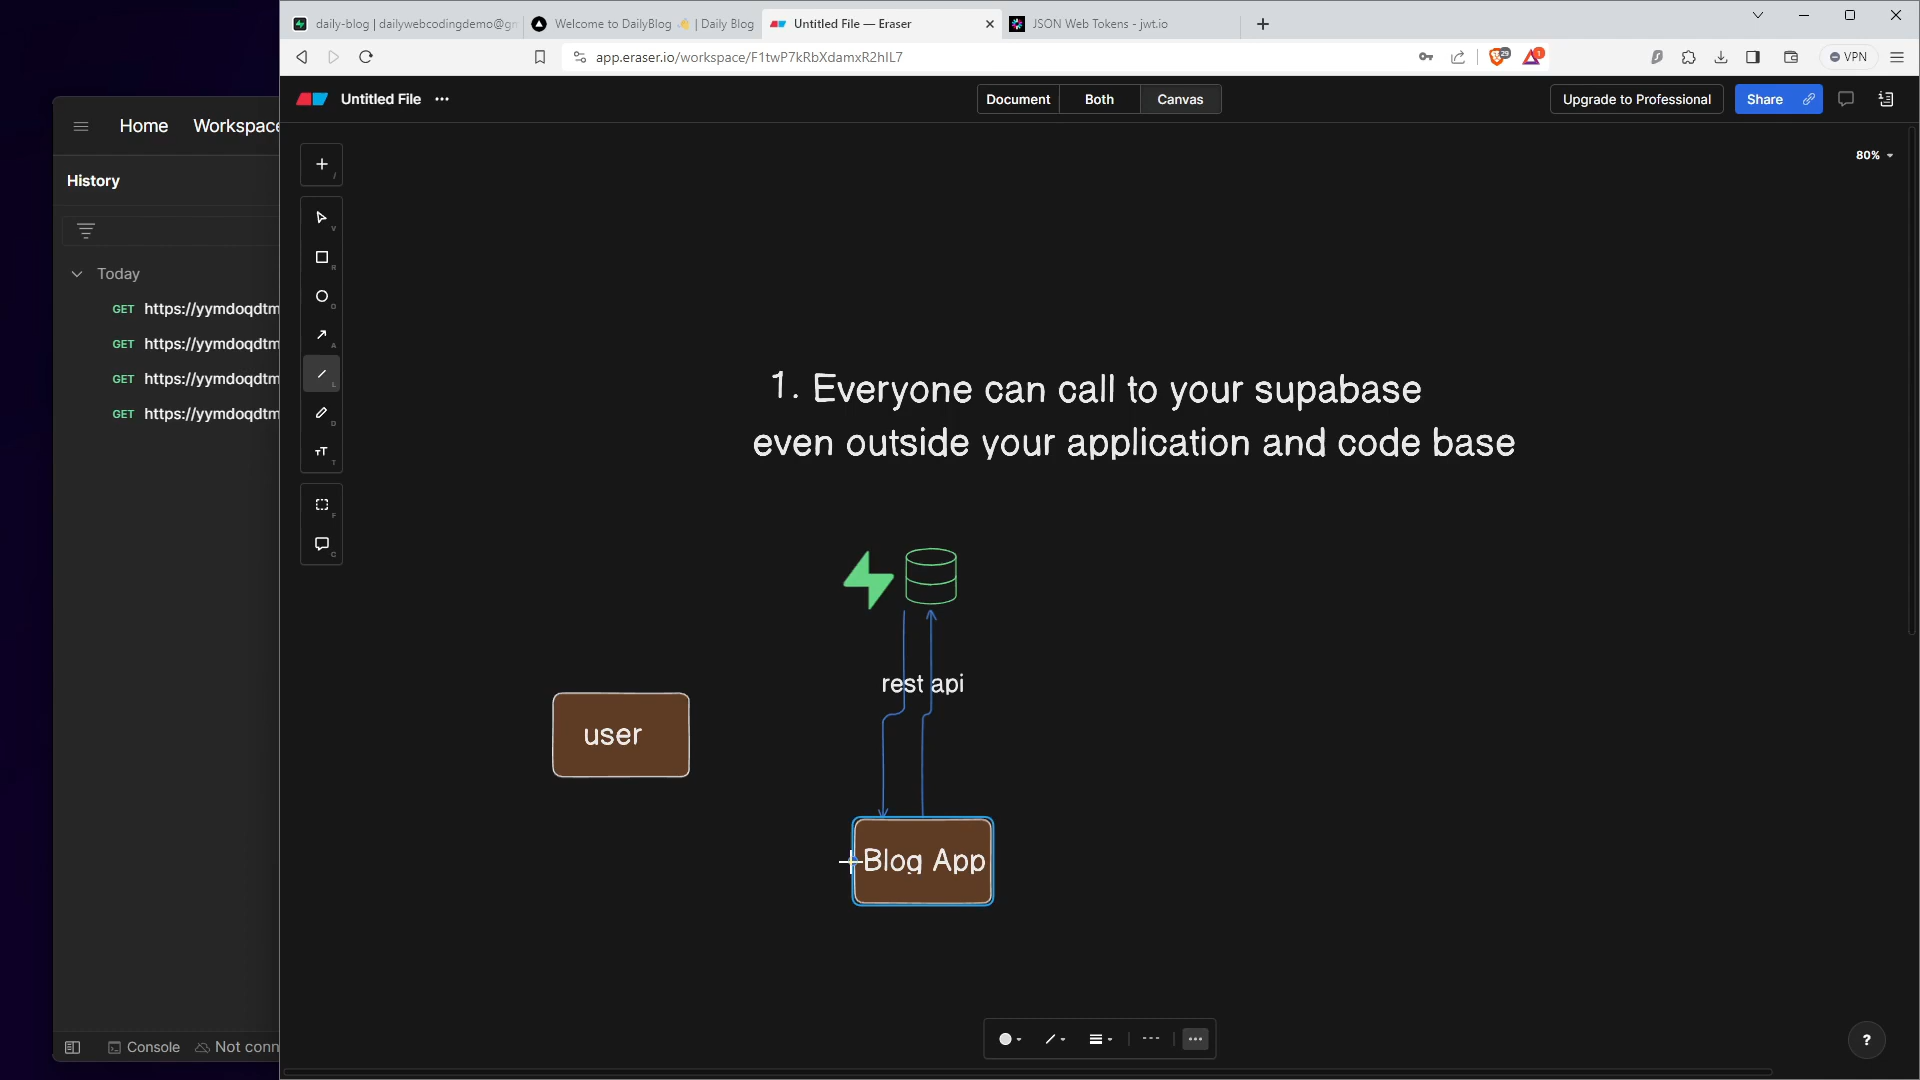 daily-blog | dailywebcodingdemo@gm
Welcome to DailyBlog 👋 | Daily Blog
Untitled File — Eraser
JSON Web Tokens - jwt.io
app.eraser.io/workspace/F1twP7kRbXdamxR2hIL7
29
1
VPN
Untitled File
Document
Both
Canvas
Upgrade to Professional
Share
80%
Home
Workspace
History
Today
GET https://yymdoqdtm
GET https://yymdoqdtm
GET https://yymdoqdtm
GET https://yymdoqdtm
1. Everyone can call to your supabase
even outside your application and code base
rest api
user
Blog App
Console
Not conn
?